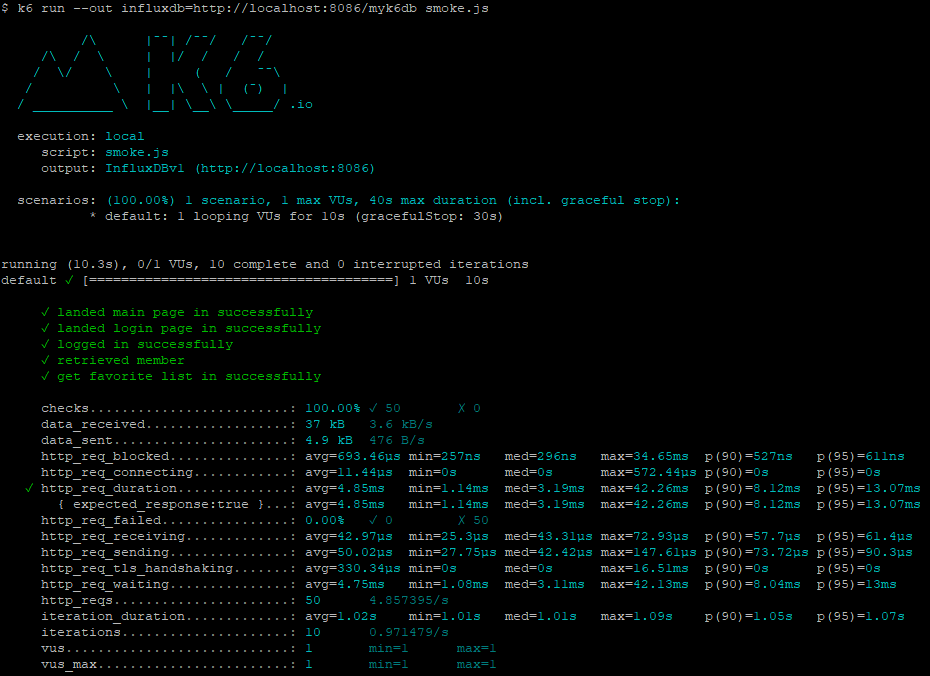 $ k6 run --out influxdb=http://localhost:8086/myk6db smoke.js
          /\      |‾‾| /‾‾/   /‾‾/
     /\  /  \     |  |/  /   /  /
    /  \/    \    |     (   /   ‾‾\
   /          \   |  |\  \ |  (‾)  |
  / __________ \  |__| \__\ \_____/ .io
execution: local
script: smoke.js
output: InfluxDBv1 (http://localhost:8086)
scenarios: (100.00%) 1 scenario, 1 max VUs, 40s max duration (incl. graceful stop):
* default: 1 looping VUs for 10s (gracefulStop: 30s)
running (10.3s), 0/1 VUs, 10 complete and 0 interrupted iterations
default ✓ [======================================] 1 VUs  10s
✓ landed main page in successfully
✓ landed login page in successfully
✓ logged in successfully
✓ retrieved member
✓ get favorite list in successfully
checks.........................: 100.00% ✓ 50       ✗ 0
data_received..................: 37 kB   3.6 kB/s
data_sent......................: 4.9 kB  476 B/s
http_req_blocked...............: avg=693.46µs min=257ns   med=296ns   max=34.65ms  p(90)=527ns   p(95)=611ns
http_req_connecting............: avg=11.44µs min=0s      med=0s      max=572.44µs p(90)=0s      p(95)=0s
✓ http_req_duration..............: avg=4.85ms   min=1.14ms  med=3.19ms  max=42.26ms  p(90)=8.12ms  p(95)=13.07ms
{ expected_response:true }...: avg=4.85ms   min=1.14ms  med=3.19ms  max=42.26ms  p(90)=8.12ms  p(95)=13.07ms
http_req_failed................: 0.00%   ✓ 0        ✗ 50
http_req_receiving.............: avg=42.97µs  min=25.3µs  med=43.31µs max=72.93µs  p(90)=57.7µs  p(95)=61.4µs
http_req_sending...............: avg=50.02µs  min=27.75µs med=42.42µs max=147.61µs p(90)=73.72µs p(95)=90.3µs
http_req_tls_handshaking.......: avg=330.34µs min=0s      med=0s      max=16.51ms  p(90)=0s      p(95)=0s
http_req_waiting...............: avg=4.75ms   min=1.08ms  med=3.11ms  max=42.13ms  p(90)=8.04ms  p(95)=13ms
http_reqs......................: 50      4.857395/s
iteration_duration.............: avg=1.02s    min=1.01s   med=1.01s   max=1.09s    p(90)=1.05s   p(95)=1.07s
iterations.....................: 10      0.971479/s
vus............................: 1       min=1      max=1
vus_max........................: 1       min=1      max=1